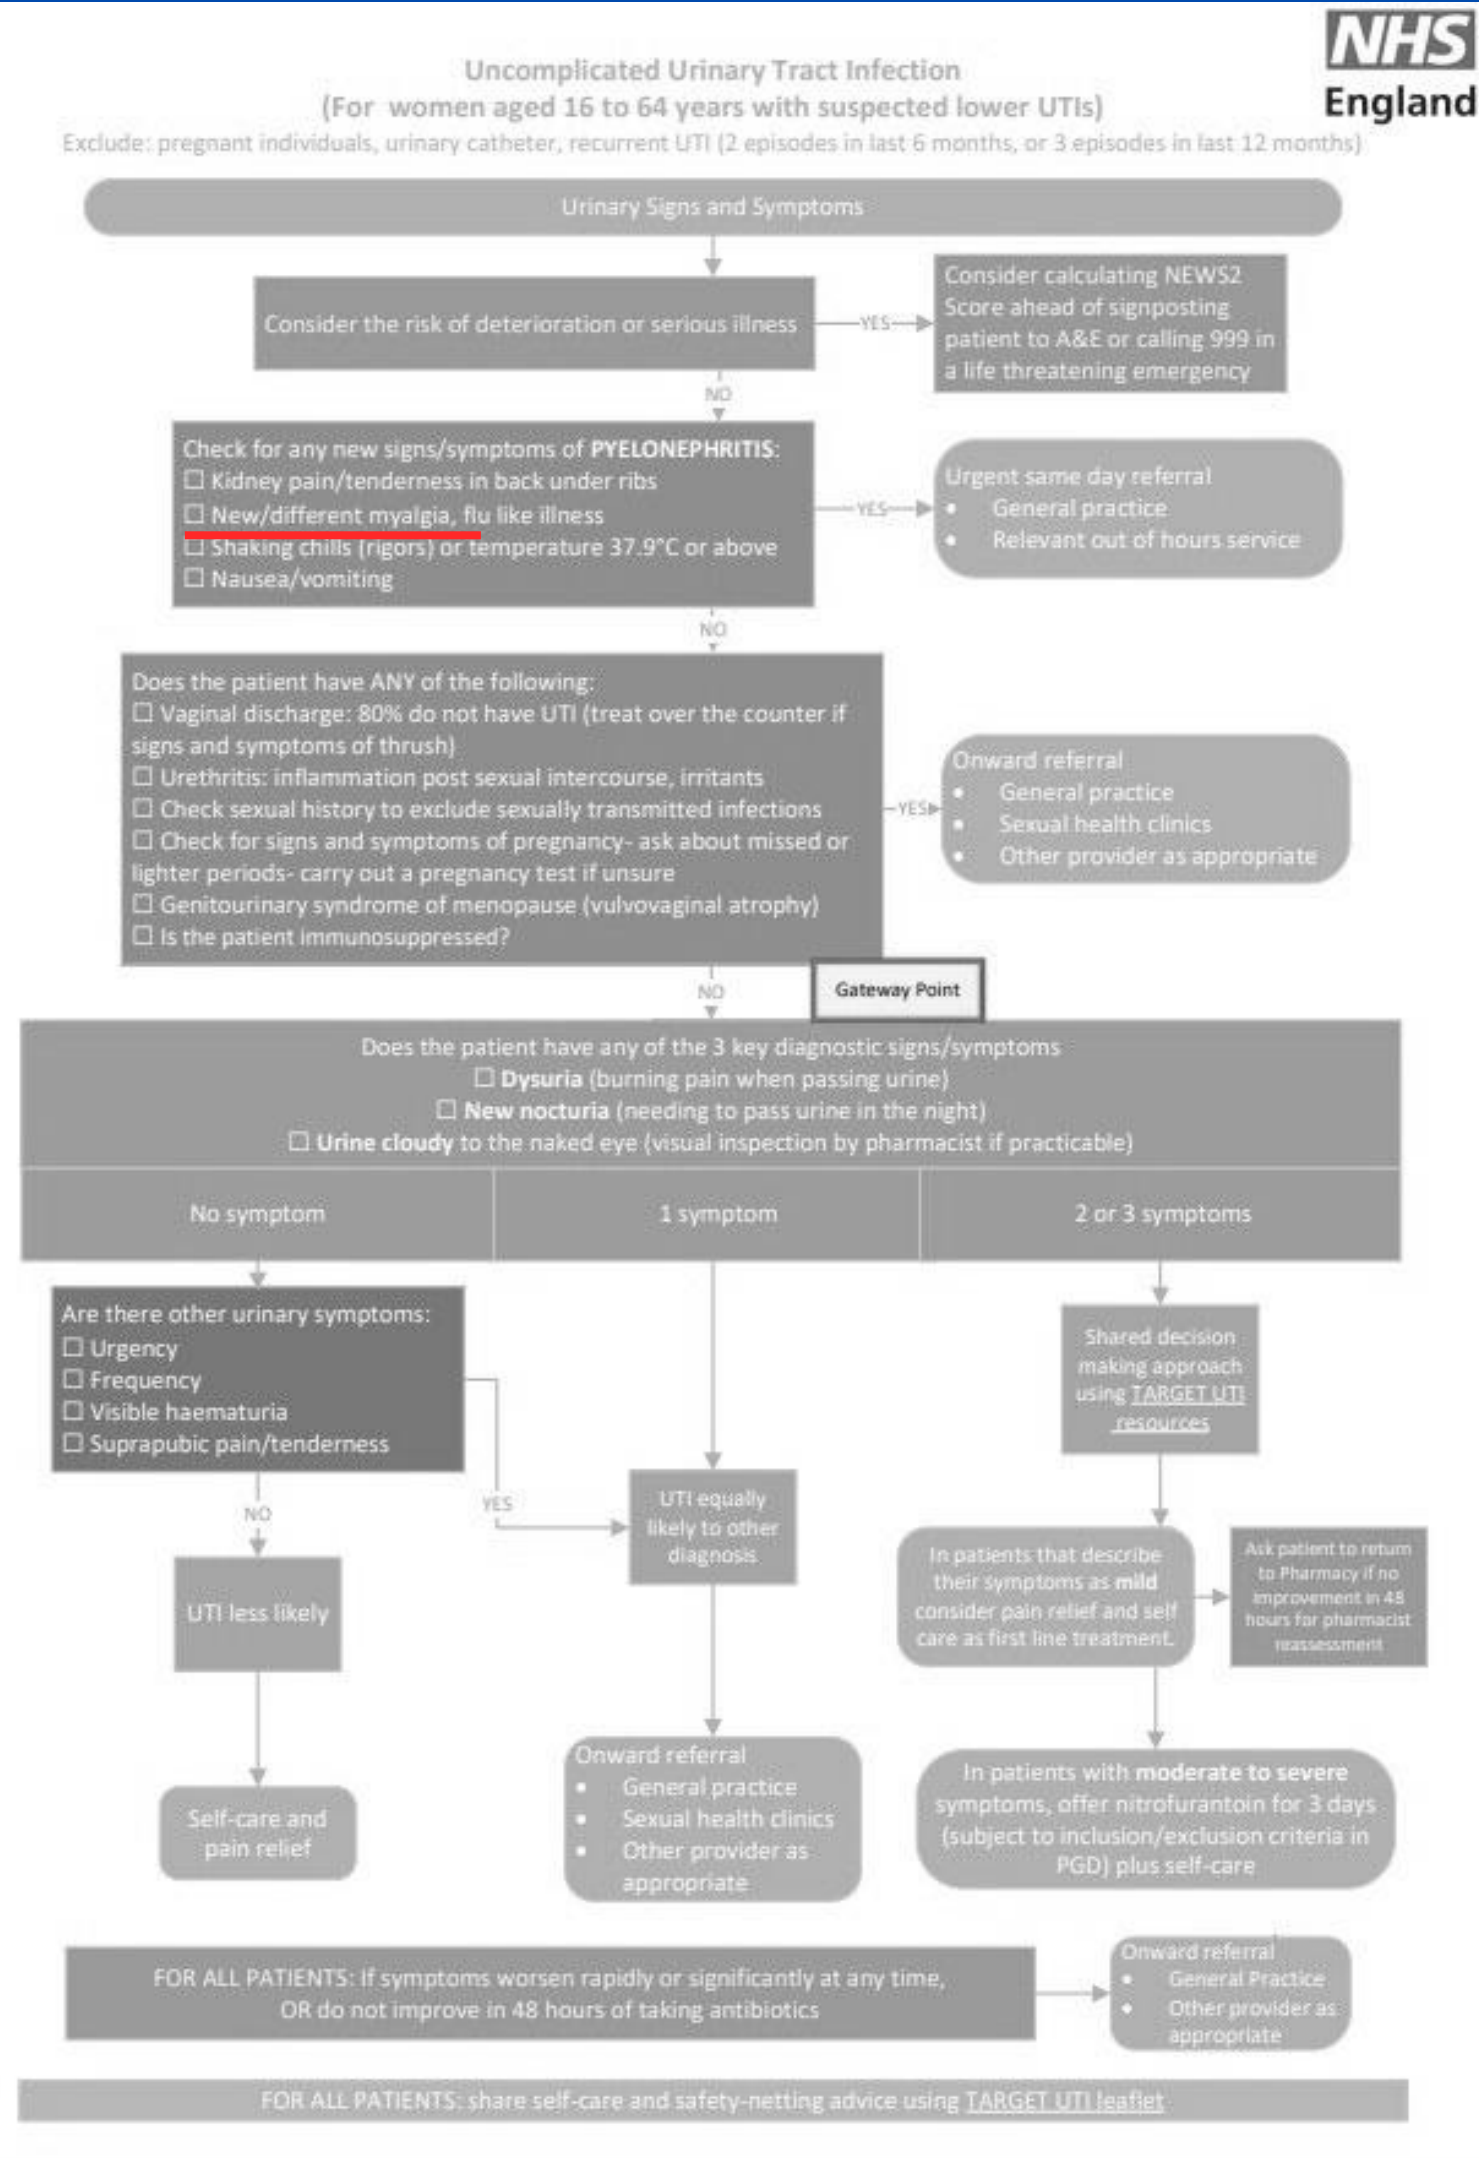 NHS
England
Uncomplicated Urinary Tract Infection
(For women aged 16 to 64 years with suspected lower UTIs)
Exclude: pregnant individuals, urinary catheter, recurrent UTI (2 episodes in last 6 months, or 3 episodes in last 12 months)
Urinary Signs and Symptoms
Consider the risk of deterioration or serious illness
YES
Consider calculating NEWS2
Score ahead of signposting
patient to A&E or calling 999 in
a life threatening emergency
NO
Check for any new signs/symptoms of PYELONEPHRITIS:
☐ Kidney pain/tenderness in back under ribs
☐ New/different myalgia, flu like illness
☐ Shaking chills (rigors) or temperature 37.9°C or above
☐ Nausea/vomiting
YES
Urgent same day referral
• General practice
• Relevant out of hours service
NO
Does the patient have ANY of the following:
☐ Vaginal discharge: 80% do not have UTI (treat over the counter if
signs and symptoms of thrush)
☐ Urethritis: inflammation post sexual intercourse, irritants
☐ Check sexual history to exclude sexually transmitted infections
☐ Check for signs and symptoms of pregnancy- ask about missed or
lighter periods- carry out a pregnancy test if unsure
☐ Genitourinary syndrome of menopause (vulvovaginal atrophy)
☐ Is the patient immunosuppressed?
YES
Onward referral
• General practice
• Sexual health clinics
• Other provider as appropriate
NO
Gateway Point
Does the patient have any of the 3 key diagnostic signs/symptoms
☐ Dysuria (burning pain when passing urine)
☐ New nocturia (needing to pass urine in the night)
☐ Urine cloudy to the naked eye (visual inspection by pharmacist if practicable)
No symptom
1 symptom
2 or 3 symptoms
Are there other urinary symptoms:
☐ Urgency
☐ Frequency
☐ Visible haematuria
☐ Suprapubic pain/tenderness
NO
YES
UTI less likely
Self-care and
pain relief
UTI equally
likely to other
diagnosis
Onward referral
• General practice
• Sexual health clinics
• Other provider as
appropriate
Shared decision
making approach
using TARGET UTI
resources
In patients that describe
their symptoms as mild
consider pain relief and self
care as first line treatment.
Ask patient to return
to Pharmacy if no
improvement in 48
hours for pharmacist
reassessment
In patients with moderate to severe
symptoms, offer nitrofurantoin for 3 days
(subject to inclusion/exclusion criteria in
PGD) plus self-care
FOR ALL PATIENTS: If symptoms worsen rapidly or significantly at any time,
OR do not improve in 48 hours of taking antibiotics
Onward referral
• General Practice
• Other provider as
appropriate
FOR ALL PATIENTS: share self-care and safety-netting advice using TARGET UTI leaflet